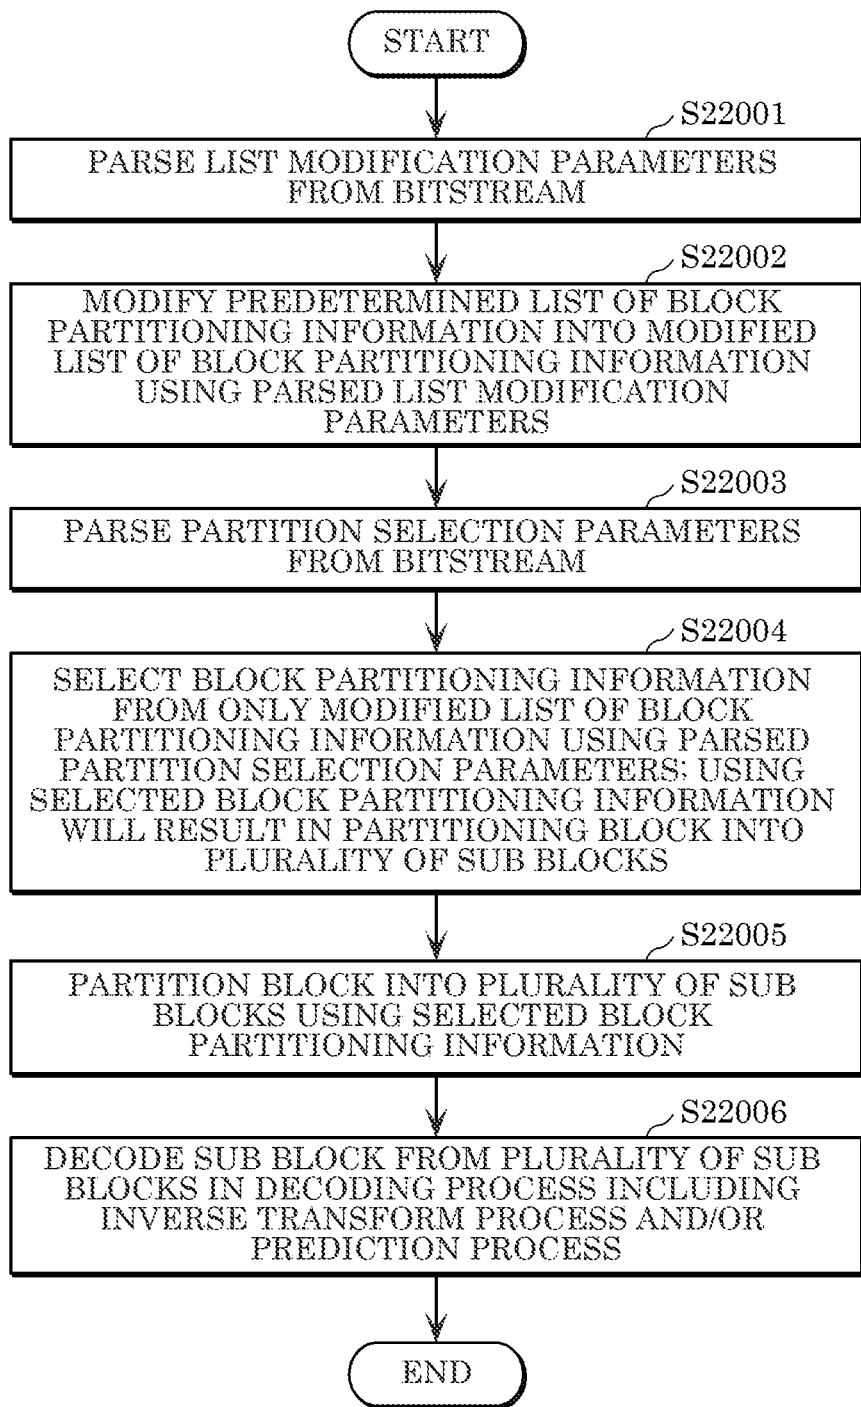 START
S22001
PARSE LIST MODIFICATION PARAMETERS
FROM BITSTREAM
S22002
MODIFY PREDETERMINED LIST OF BLOCK
PARTITIONING INFORMATION INTO MODIFIED
LIST OF BLOCK PARTITIONING INFORMATION
USING PARSED LIST MODIFICATION
PARAMETERS
S22003
PARSE PARTITION SELECTION PARAMETERS
FROM BITSTREAM
S22004
SELECT BLOCK PARTITIONING INFORMATION
FROM ONLY MODIFIED LIST OF BLOCK
PARTITIONING INFORMATION USING PARSED
PARTITION SELECTION PARAMETERS; USING
SELECTED BLOCK PARTITIONING INFORMATION
WILL RESULT IN PARTITIONING BLOCK INTO
PLURALITY OF SUB BLOCKS
S22005
PARTITION BLOCK INTO PLURALITY OF SUB
BLOCKS USING SELECTED BLOCK
PARTITIONING INFORMATION
S22006
DECODE SUB BLOCK FROM PLURALITY OF SUB
BLOCKS IN DECODING PROCESS INCLUDING
INVERSE TRANSFORM PROCESS AND/OR
PREDICTION PROCESS
END